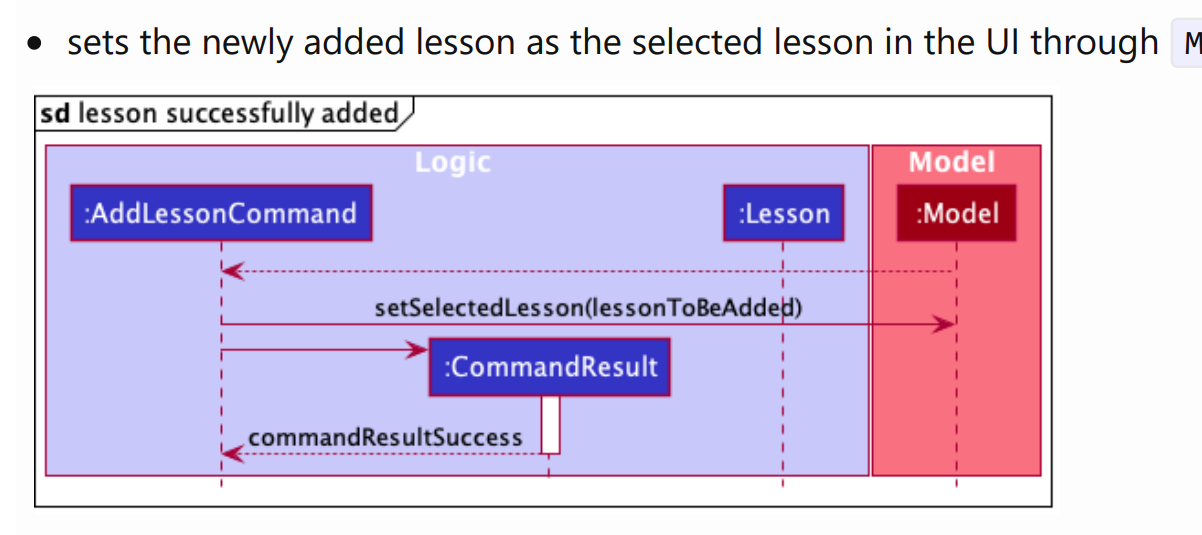 sets the newly added lesson as the selected lesson in the UI through M
sd lesson successfully added
Logic
Model
:AddLessonCommand
:Lesson
:Model
setSelectedLesson(lessonToBeAdded)
:CommandResult
commandResultSuccess